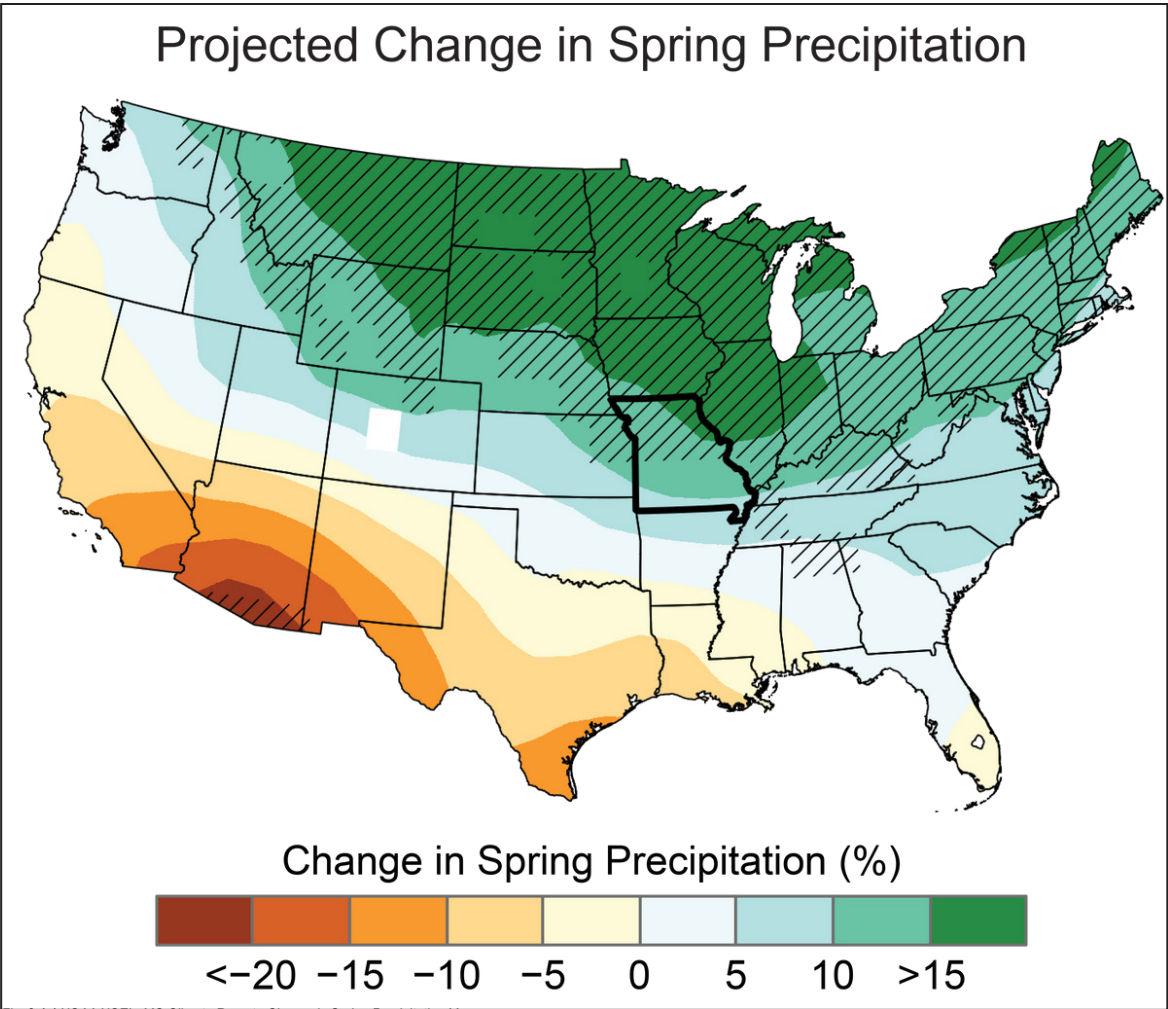 Projected Change in Spring Precipitation
Change in Spring Precipitation (%)
<−20 −15 −10 −5 0 5 10 >15